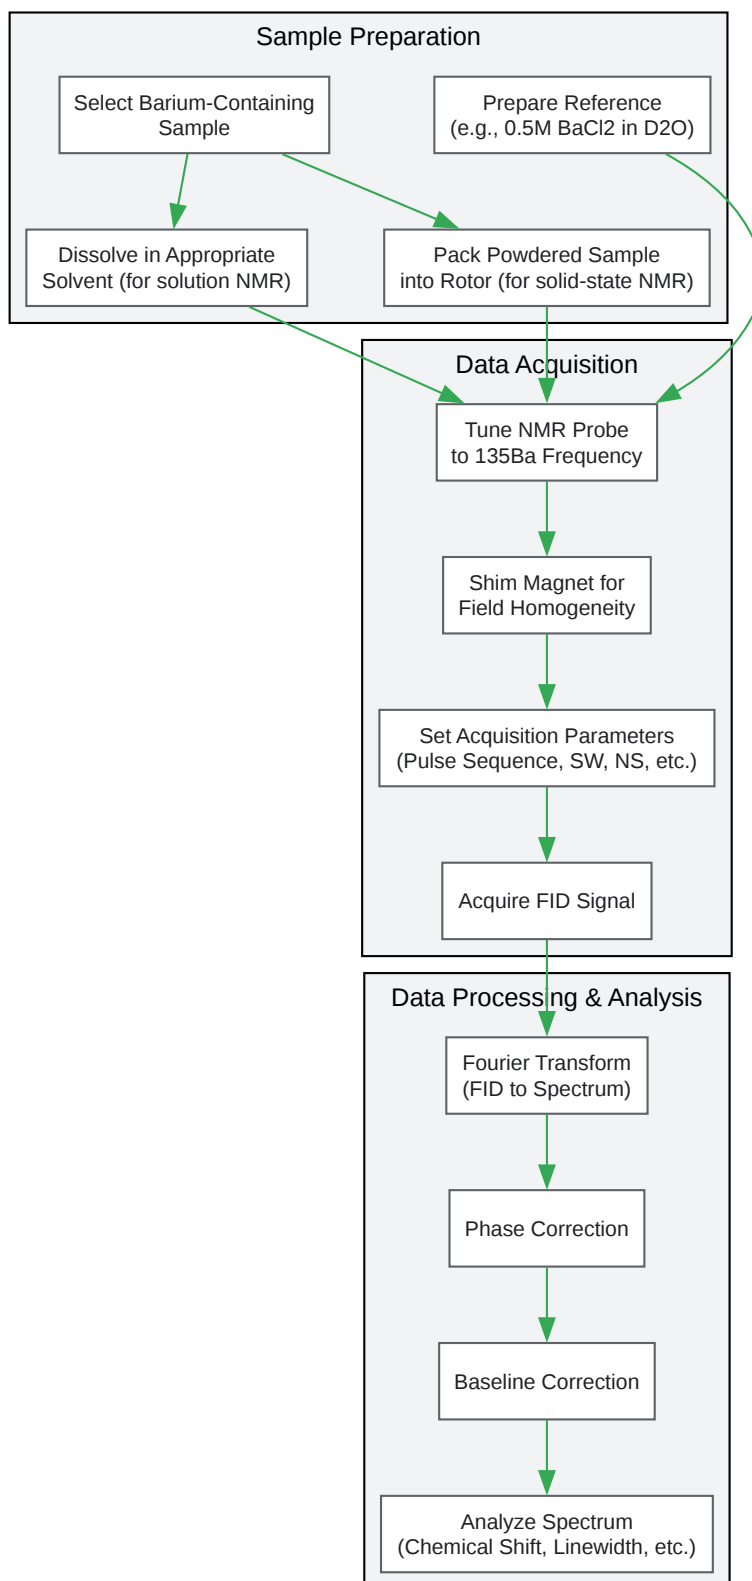 Sample Preparation
Select Barium-Containing
Sample
Prepare Reference
(e.g., 0.5M BaCl2 in D2O)
Dissolve in Appropriate
Solvent (for solution NMR)
Pack Powdered Sample
into Rotor (for solid-state NMR)
Data Acquisition
Tune NMR Probe
to 135Ba Frequency
Shim Magnet for
Field Homogeneity
Set Acquisition Parameters
(Pulse Sequence, SW, NS, etc.)
Acquire FID Signal
Data Processing & Analysis
Fourier Transform
(FID to Spectrum)
Phase Correction
Baseline Correction
Analyze Spectrum
(Chemical Shift, Linewidth, etc.)